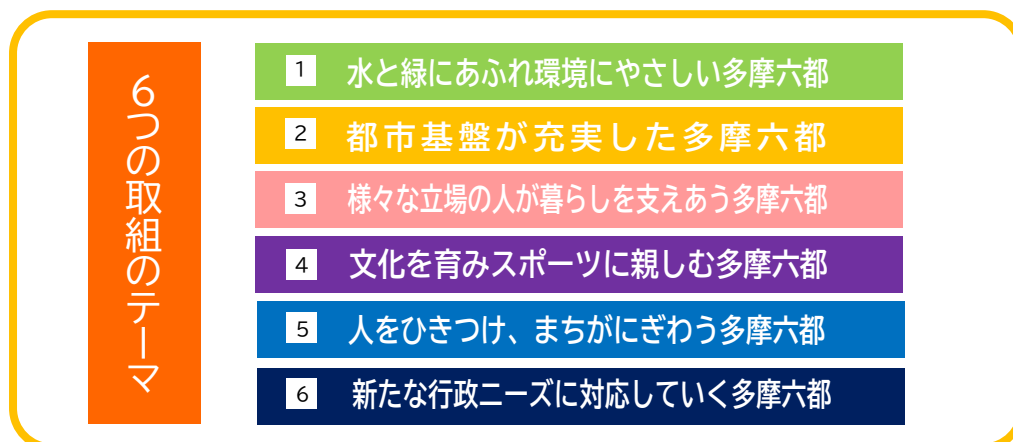 6つの取組のテーマ
1 水と緑にあふれ環境にやさしい多摩六都
2 都市基盤が充実した多摩六都
3 様々な立場の人が暮らしを支えあう多摩六都
4 文化を育みスポーツに親しむ多摩六都
5 人をひきつけ、まちがにぎわう多摩六都
6 新たな行政ニーズに対応していく多摩六都